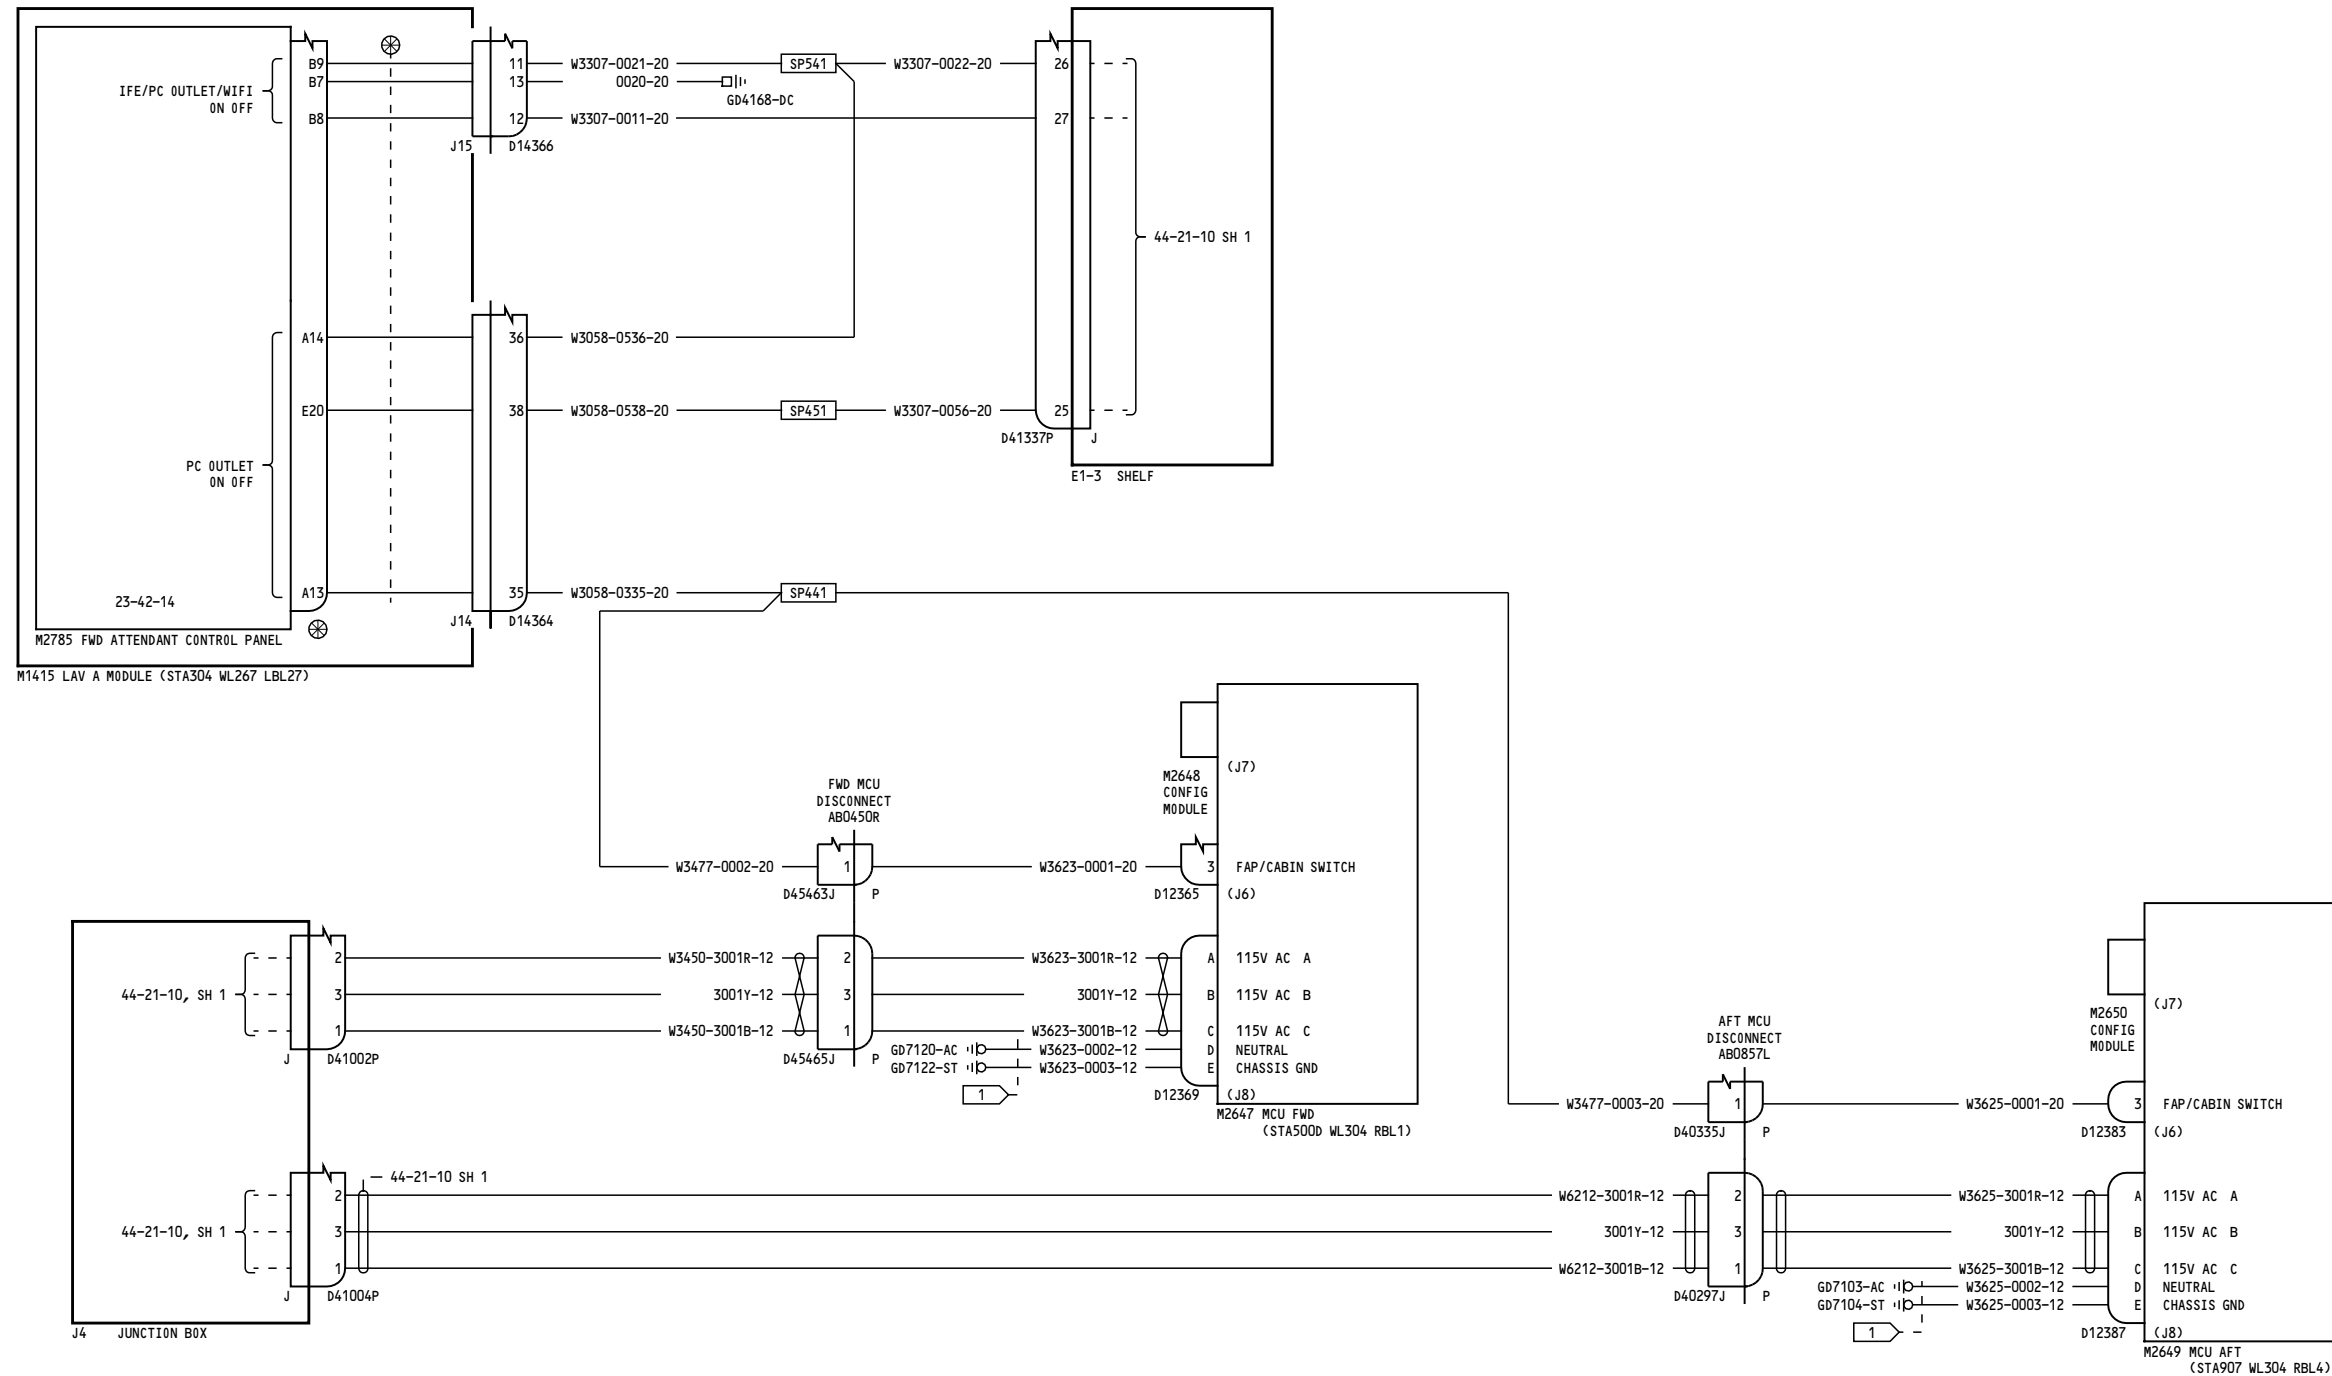 B9 11 W3307-0021-20 SP541 W3307-0022-20 26
B7 13 0020-20
IFE/PC OUTLET/WIFI
ON OFF
GD4168-DC
B8 12 W3307-0011-20 27
J15 D14366
44-21-10 SH 1
A14 36 W3058-0536-20
E20 38 W3058-0538-20 SP451 W3307-0056-20 25
D41337P J
PC OUTLET
ON OFF
E1-3 SHELF
A13 35 W3058-0335-20 SP441
23-42-14
J14 D14364
M2785 FWD ATTENDANT CONTROL PANEL
M1415 LAV A MODULE (STA304 WL267 LBL27)
(J7)
M2648
CONFIG
MODULE
FWD MCU
DISCONNECT
AB0450R
W3477-0002-20 1 W3623-0001-20 3 FAP/CABIN SWITCH
D45463J P D12365 (J6)
2 W3450-3001R-12 2 W3623-3001R-12 A 115V AC A
44-21-10, SH 1 3 3001Y-12 3 3001Y-12 B 115V AC B
1 W3450-3001B-12 1 W3623-3001B-12 C 115V AC C
GD7120-AC W3623-0002-12 D NEUTRAL
J D41002P D45465J P
GD7122-ST W3623-0003-12 E CHASSIS GND
1 D12369 (J8)
M2647 MCU FWD
(STA500D WL304 RBL1)
(J7)
M2650
CONFIG
MODULE
AFT MCU
DISCONNECT
AB0857L
W3477-0003-20 1 W3625-0001-20 3 FAP/CABIN SWITCH
D40335J P D12383 (J6)
44-21-10 SH 1
2 W6212-3001R-12 2 W3625-3001R-12 A 115V AC A
44-21-10, SH 1 3 3001Y-12 3 3001Y-12 B 115V AC B
1 W6212-3001B-12 1 W3625-3001B-12 C 115V AC C
GD7103-AC W3625-0002-12 D NEUTRAL
J D41004P D40297J P
GD7104-ST W3625-0003-12 E CHASSIS GND
1 D12387 (J8)
J4 JUNCTION BOX
M2649 MCU AFT
(STA907 WL304 RBL4)